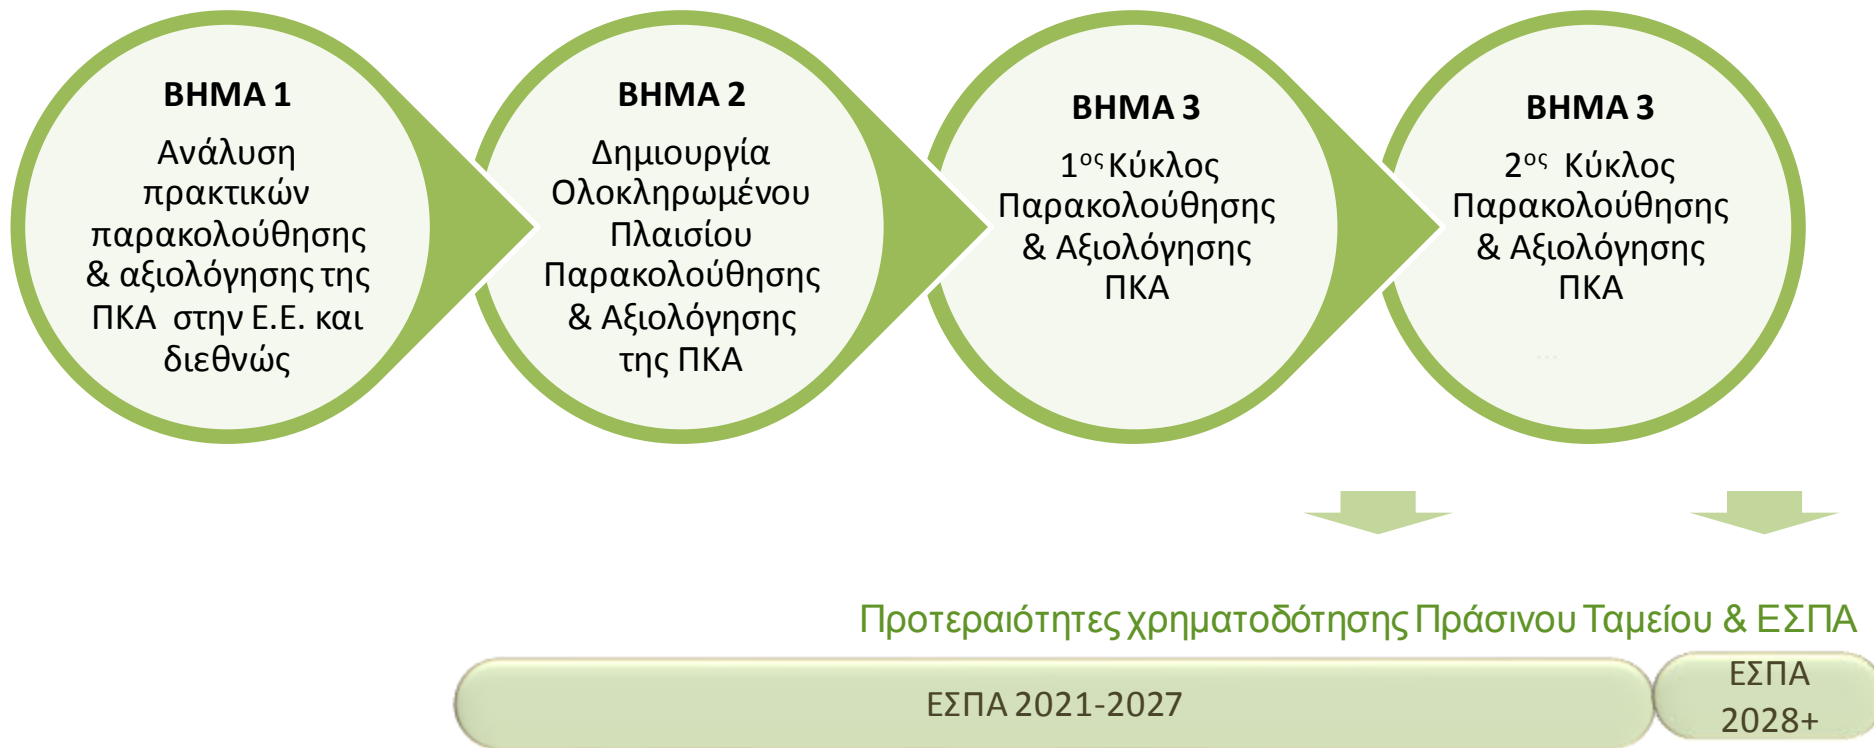 ΒΗΜΑ 1
Ανάλυση
πρακτικών
παρακολούθησης
& αξιολόγησης της
ΠΚΑ στην Ε.Ε. και
διεθνώς
ΒΗΜΑ 2
Δημιουργία
Ολοκληρωμένου
Πλαισίου
Παρακολούθησης
& Αξιολόγησης
της ΠΚΑ
ΒΗΜΑ 3
1ος Κύκλος
Παρακολούθησης
& Αξιολόγησης
ΠΚΑ
ΒΗΜΑ 3
2ος Κύκλος
Παρακολούθησης
& Αξιολόγησης
ΠΚΑ
...
Προτεραιότητες χρηματοδότησης Πράσινου Ταμείου & ΕΣΠΑ
ΕΣΠΑ 2021-2027
ΕΣΠΑ
2028+